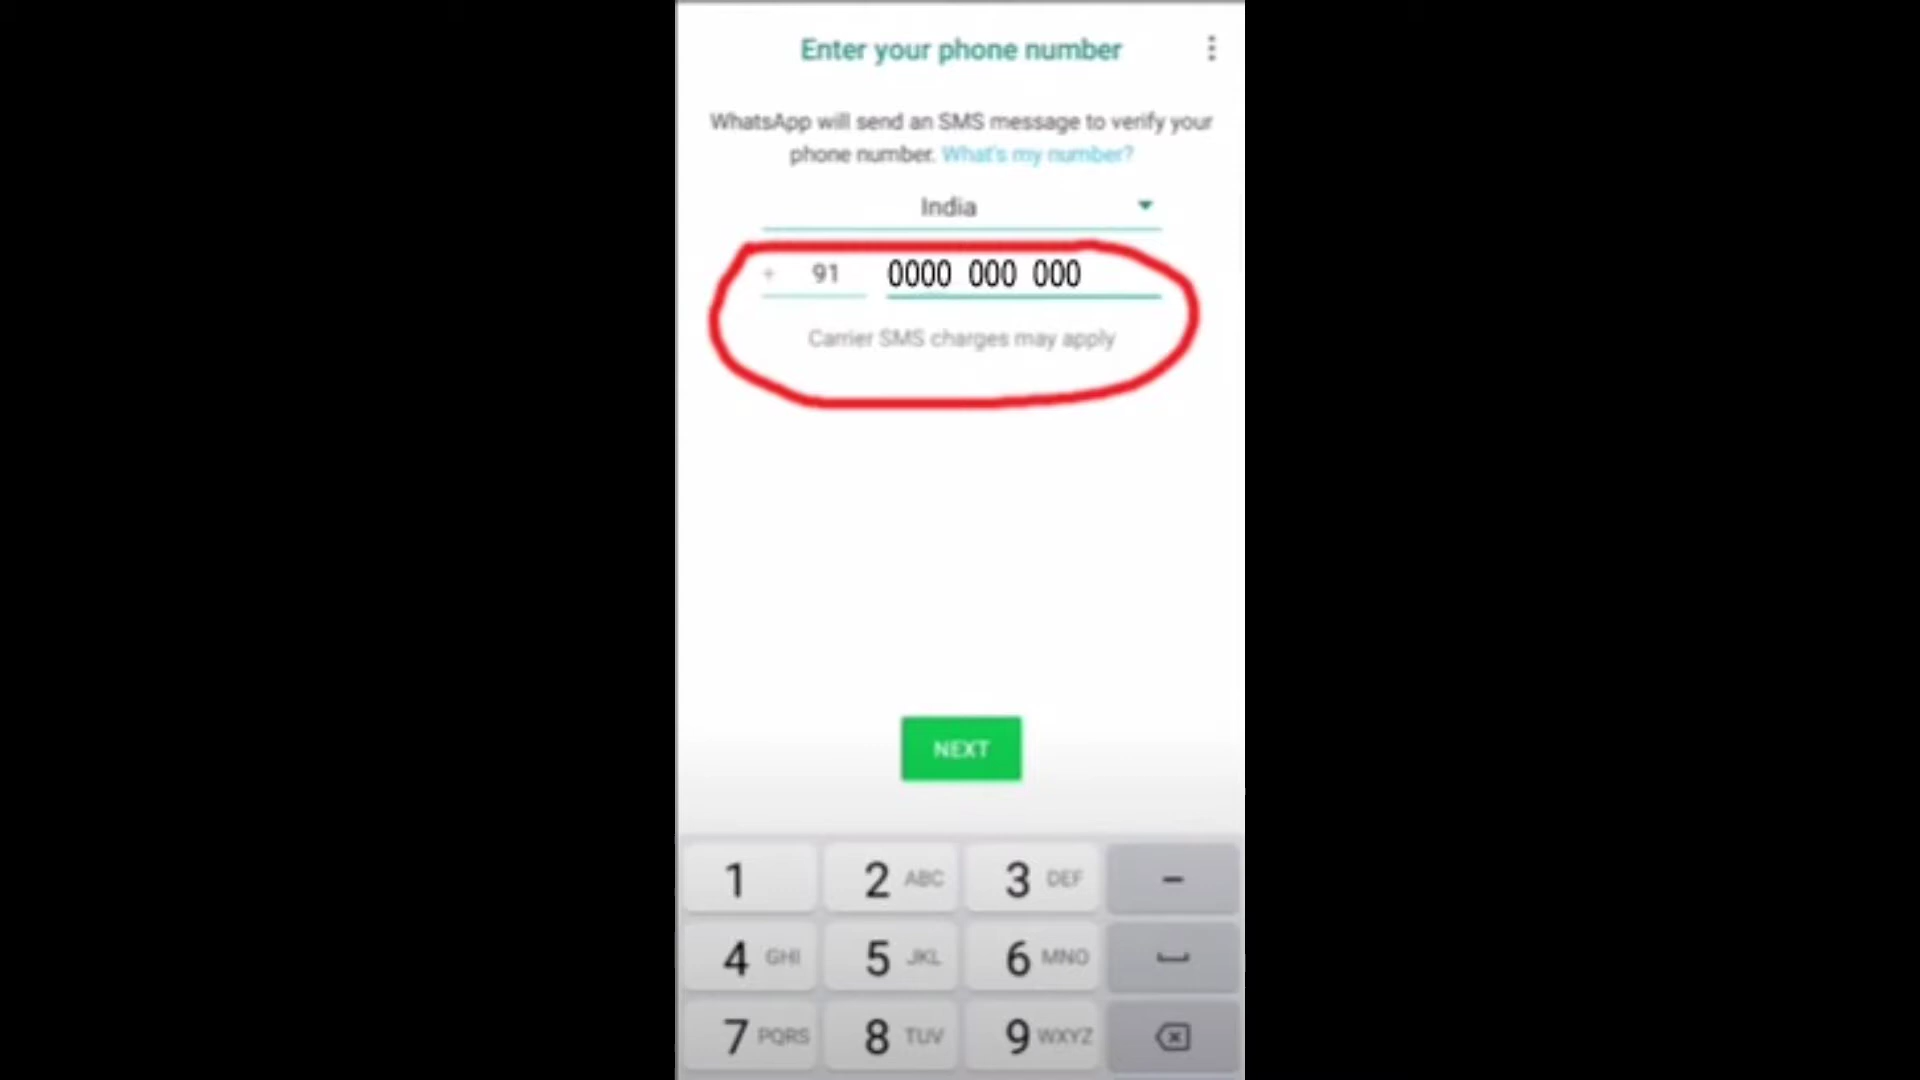 Enter your phone number
WhatsApp will send an SMS message to verify your
phone number. What's my number?
India
+ 91 0000 000 000
Carrier SMS charges may apply
NEXT
1 2 ABC 3 DEF -
4 GHI 5 JKL 6 MNO
7 PQRS 8 TUV 9 WXYZ